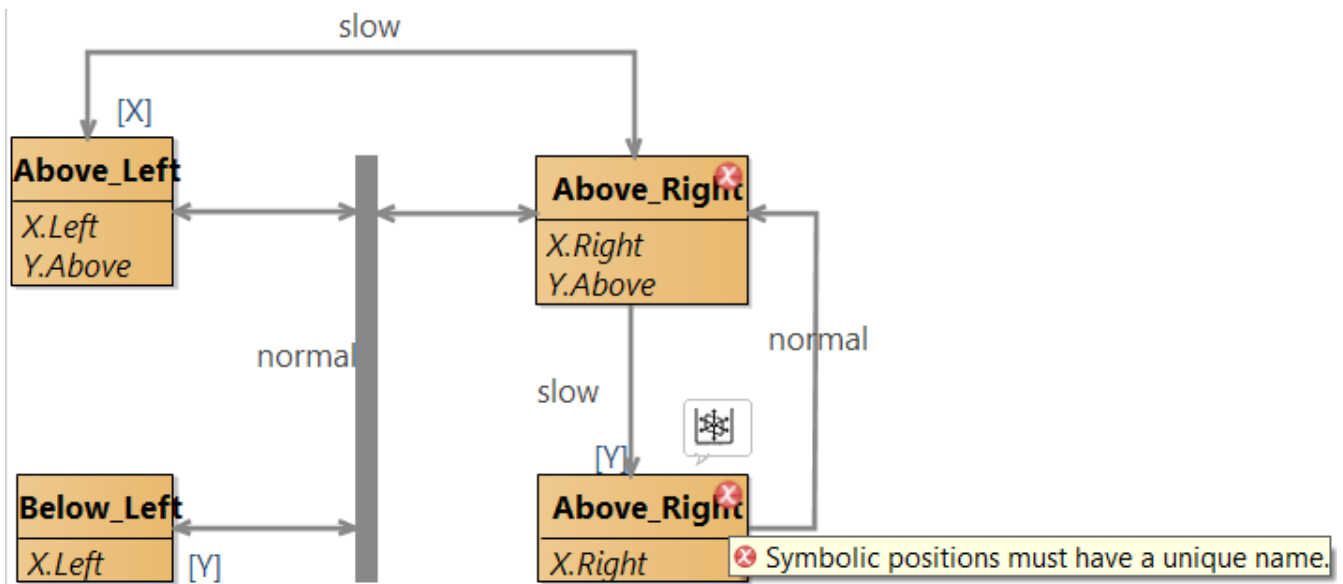 slow
[X]
Above_Left
X.Left
Y.Above
Above_Right
X.Right
Y.Above
normal
normal
slow
[Y]
Below_Left
X.Left
[Y]
Above_Right
X.Right
Symbolic positions must have a unique name.